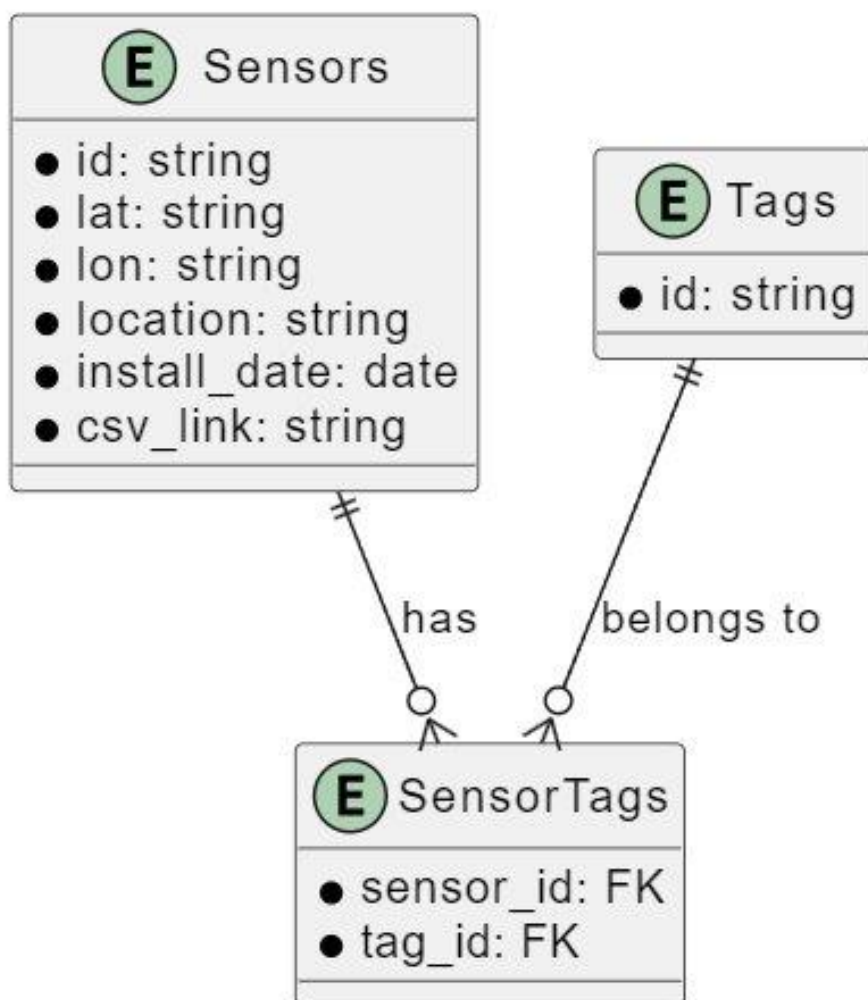 E Sensors
id: string
lat: string
lon: string
location: string
install_date: date
csv_link: string
E Tags
id: string
has
belongs to
E SensorTags
sensor_id: FK
tag_id: FK